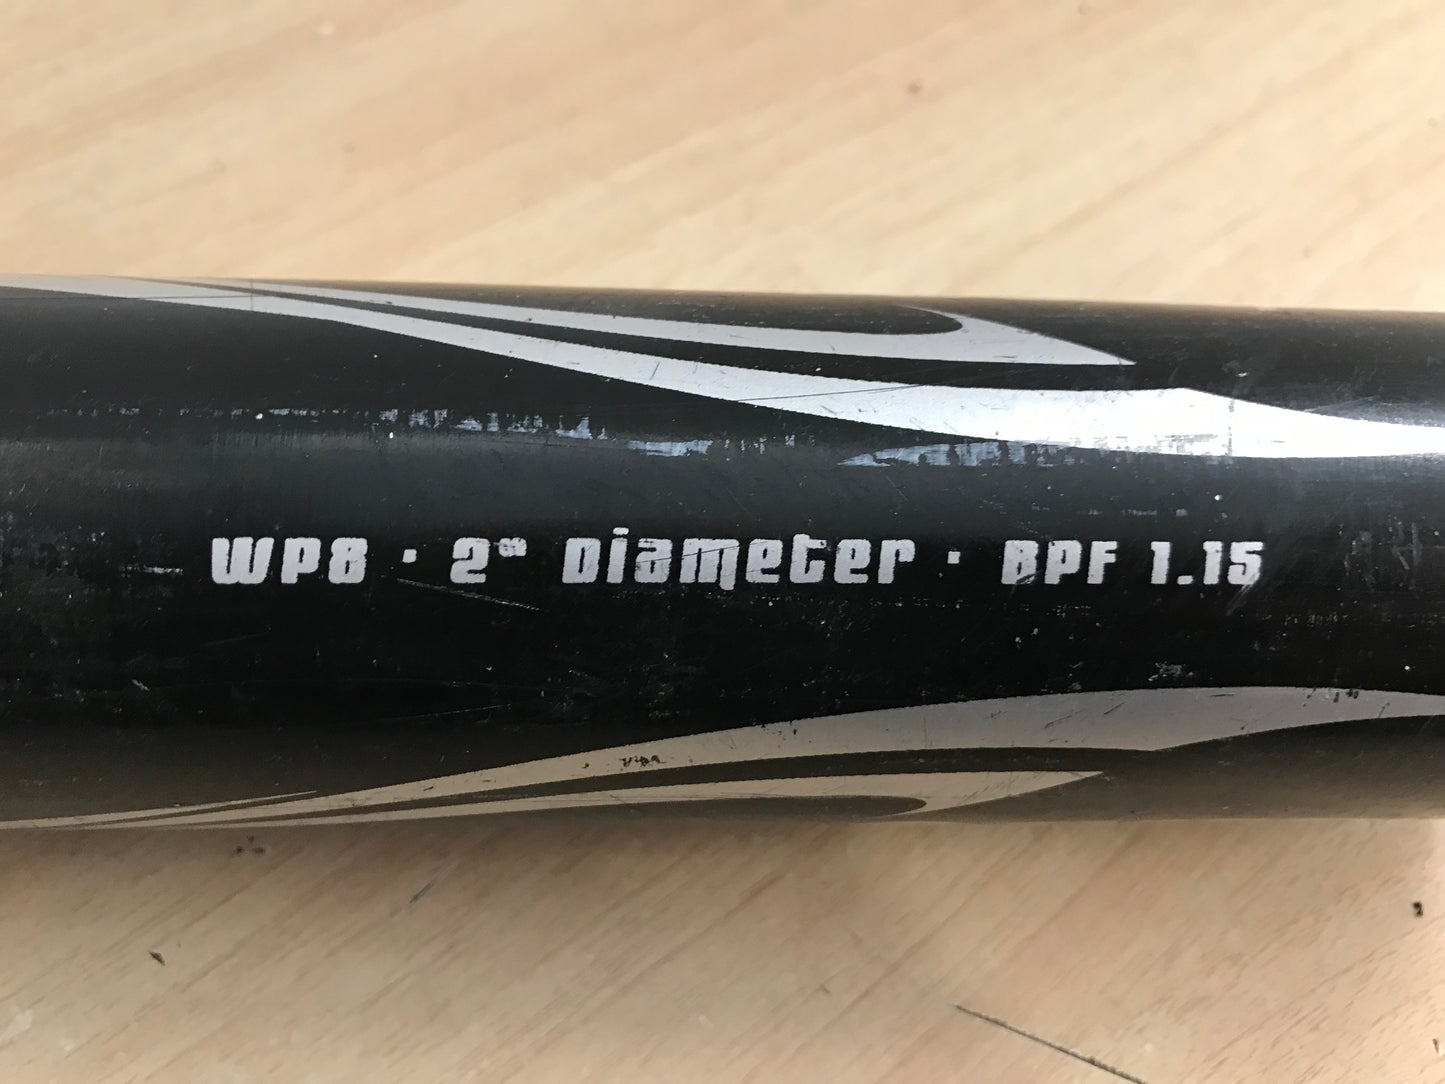 WP8 · 2" Diameter · BPF 1.15